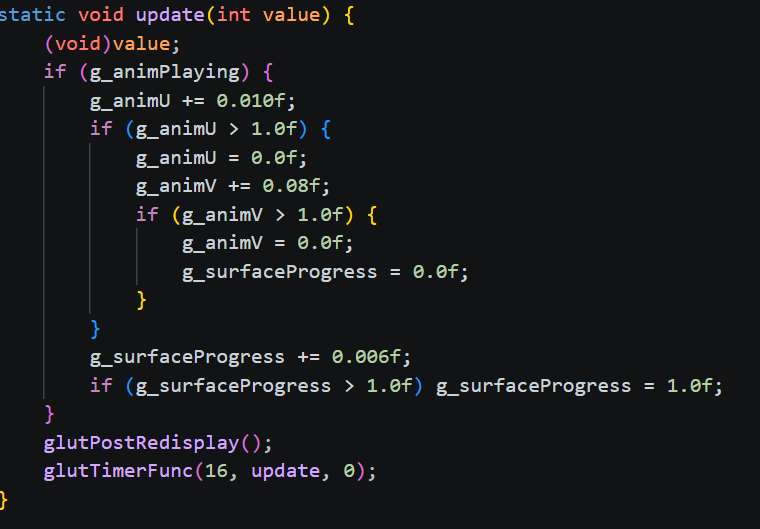 static void update(int value) {
    (void)value;
    if (g_animPlaying) {
        g_animU += 0.010f;
        if (g_animU > 1.0f) {
            g_animU = 0.0f;
            g_animV += 0.08f;
            if (g_animV > 1.0f) {
                g_animV = 0.0f;
                g_surfaceProgress = 0.0f;
            }
        }
        g_surfaceProgress += 0.006f;
        if (g_surfaceProgress > 1.0f) g_surfaceProgress = 1.0f;
    }
    glutPostRedisplay();
    glutTimerFunc(16, update, 0);
}